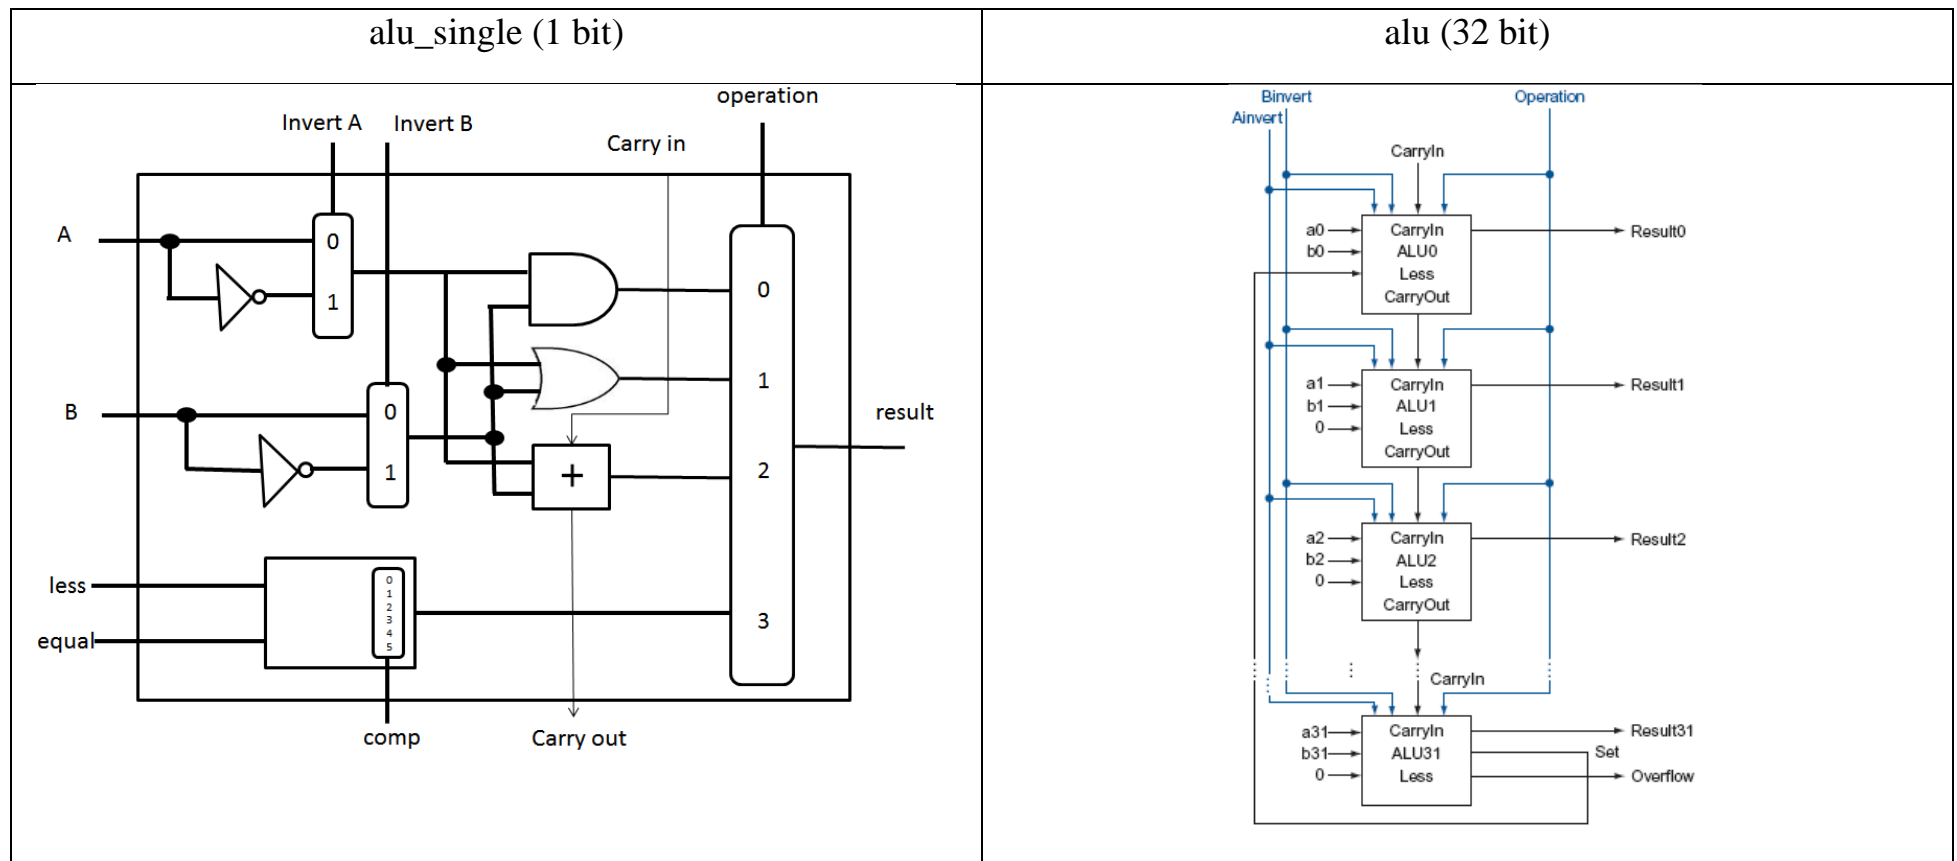 alu_single (1 bit)
alu (32 bit)
operation
Invert A
Invert B
Carry in
A
0
1
B
0
1
+
0
1
2
3
result
less
equal
0
1
2
3
4
5
comp
Carry out
Binvert
Operation
Ainvert
CarryIn
a0
b0
CarryIn
ALU0
Less
CarryOut
Result0
a1
b1
0
CarryIn
ALU1
Less
CarryOut
Result1
a2
b2
0
CarryIn
ALU2
Less
CarryOut
Result2
CarryIn
a31
b31
0
CarryIn
ALU31
Less
Result31
Set
Overflow